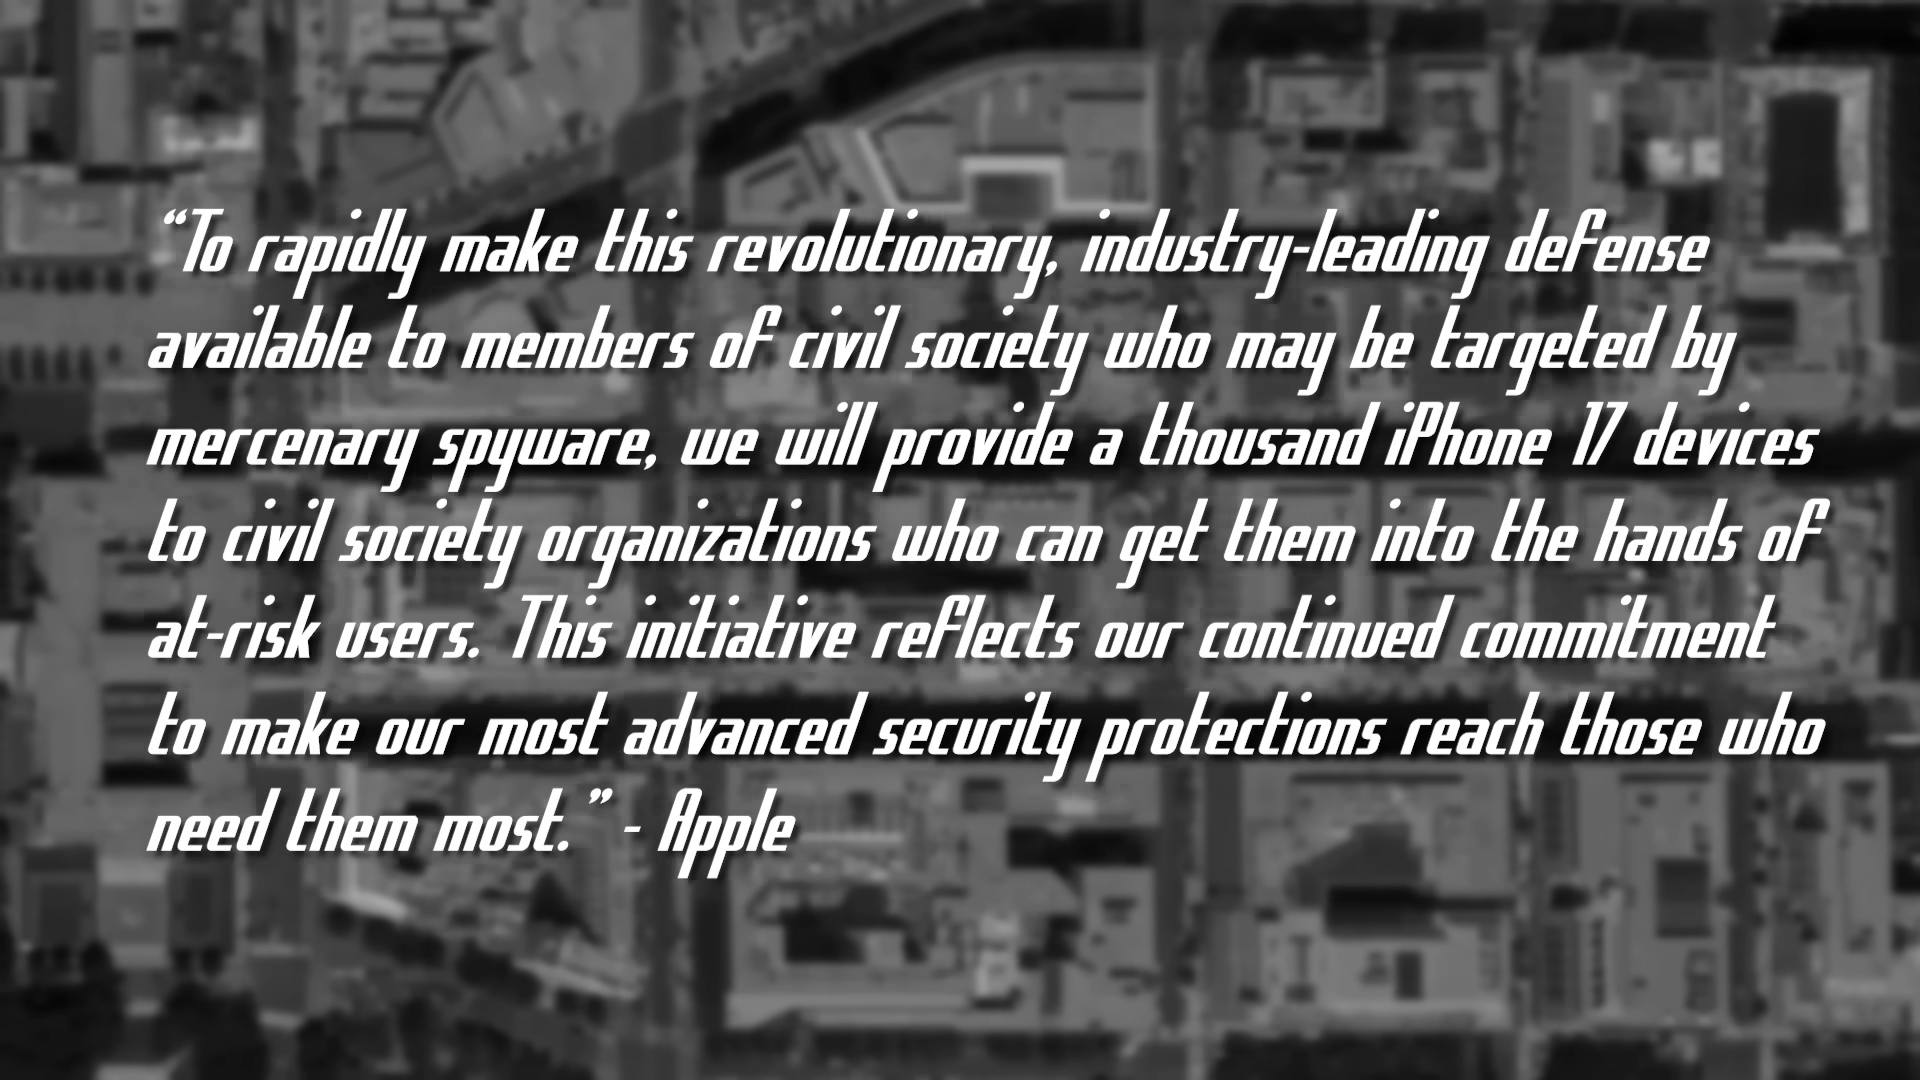 “To rapidly make this revolutionary, industry-leading defense
available to members of civil society who may be targeted by
mercenary spyware, we will provide a thousand iPhone 17 devices
to civil society organizations who can get them into the hands of
at-risk users. This initiative reflects our continued commitment
to make our most advanced security protections reach those who
need them most.” - Apple